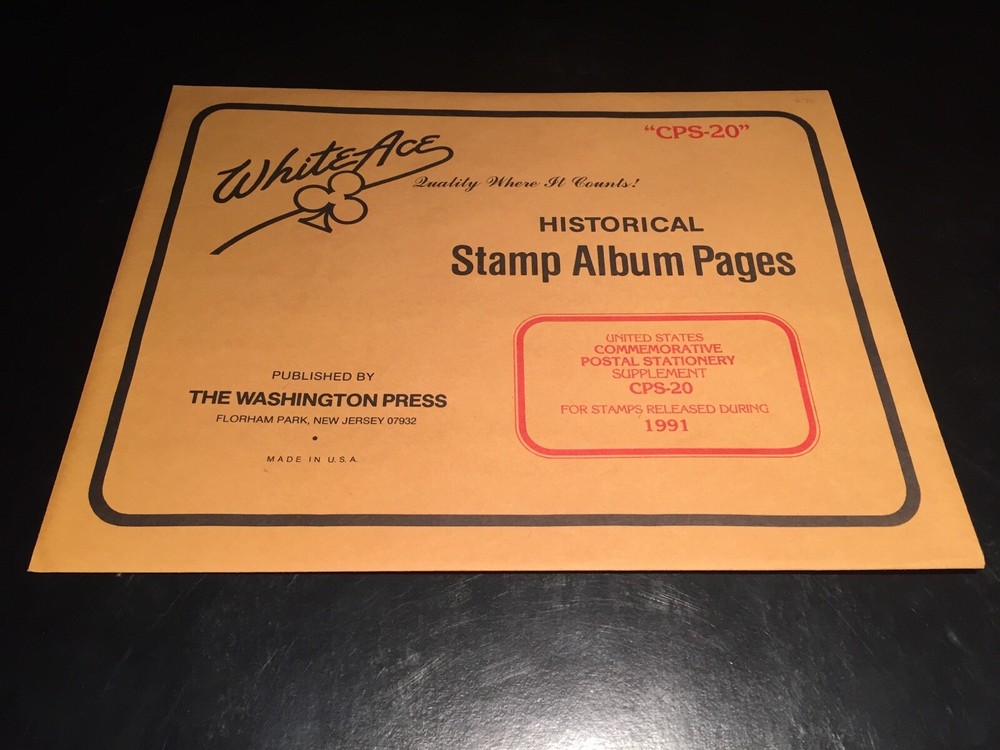 "CPS-20"
White Ace
Quality Where It Counts!
HISTORICAL
Stamp Album Pages
UNITED STATES
COMMEMORATIVE
POSTAL STATIONERY
SUPPLEMENT
CPS-20
FOR STAMPS RELEASED DURING
1991
PUBLISHED BY
THE WASHINGTON PRESS
FLORHAM PARK, NEW JERSEY 07932
•
MADE IN U.S.A.